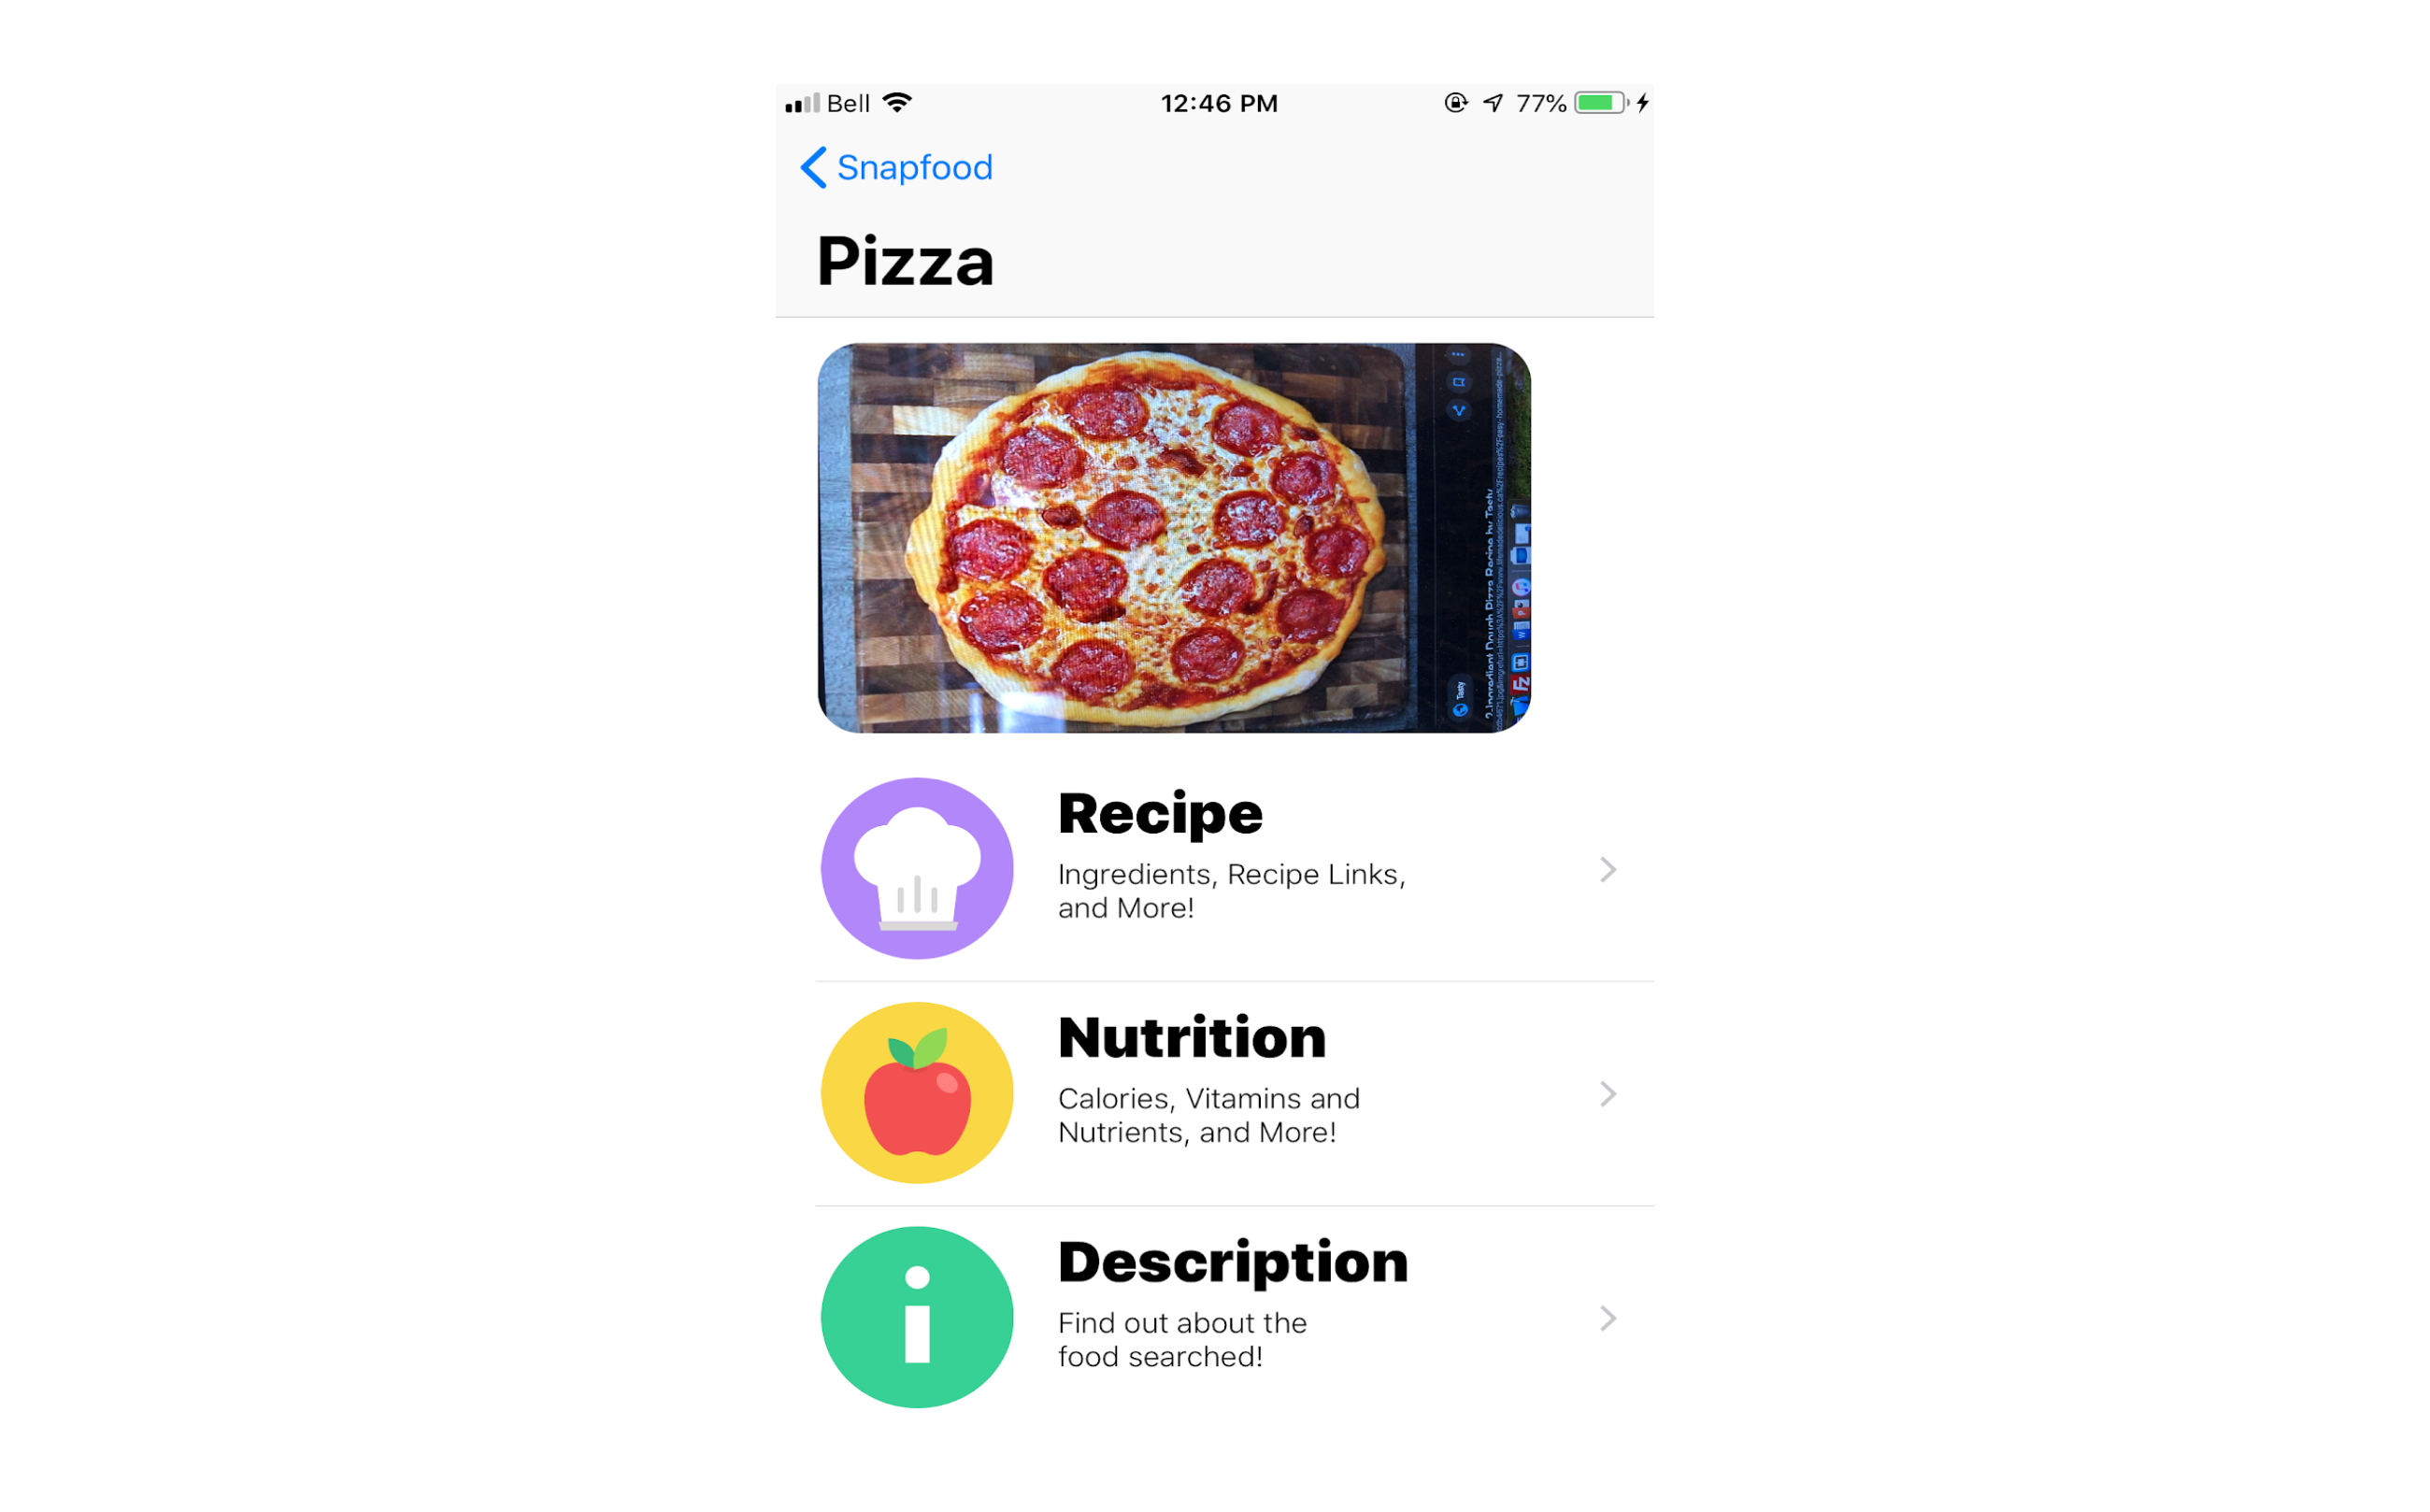 Bell 12:46 PM 77%
Snapfood
Pizza
Tasty
2-Ingredient Dough Pizza Recipe by Tasty
Recipe
Ingredients, Recipe Links,
and More!
Nutrition
Calories, Vitamins and
Nutrients, and More!
Description
Find out about the
food searched!